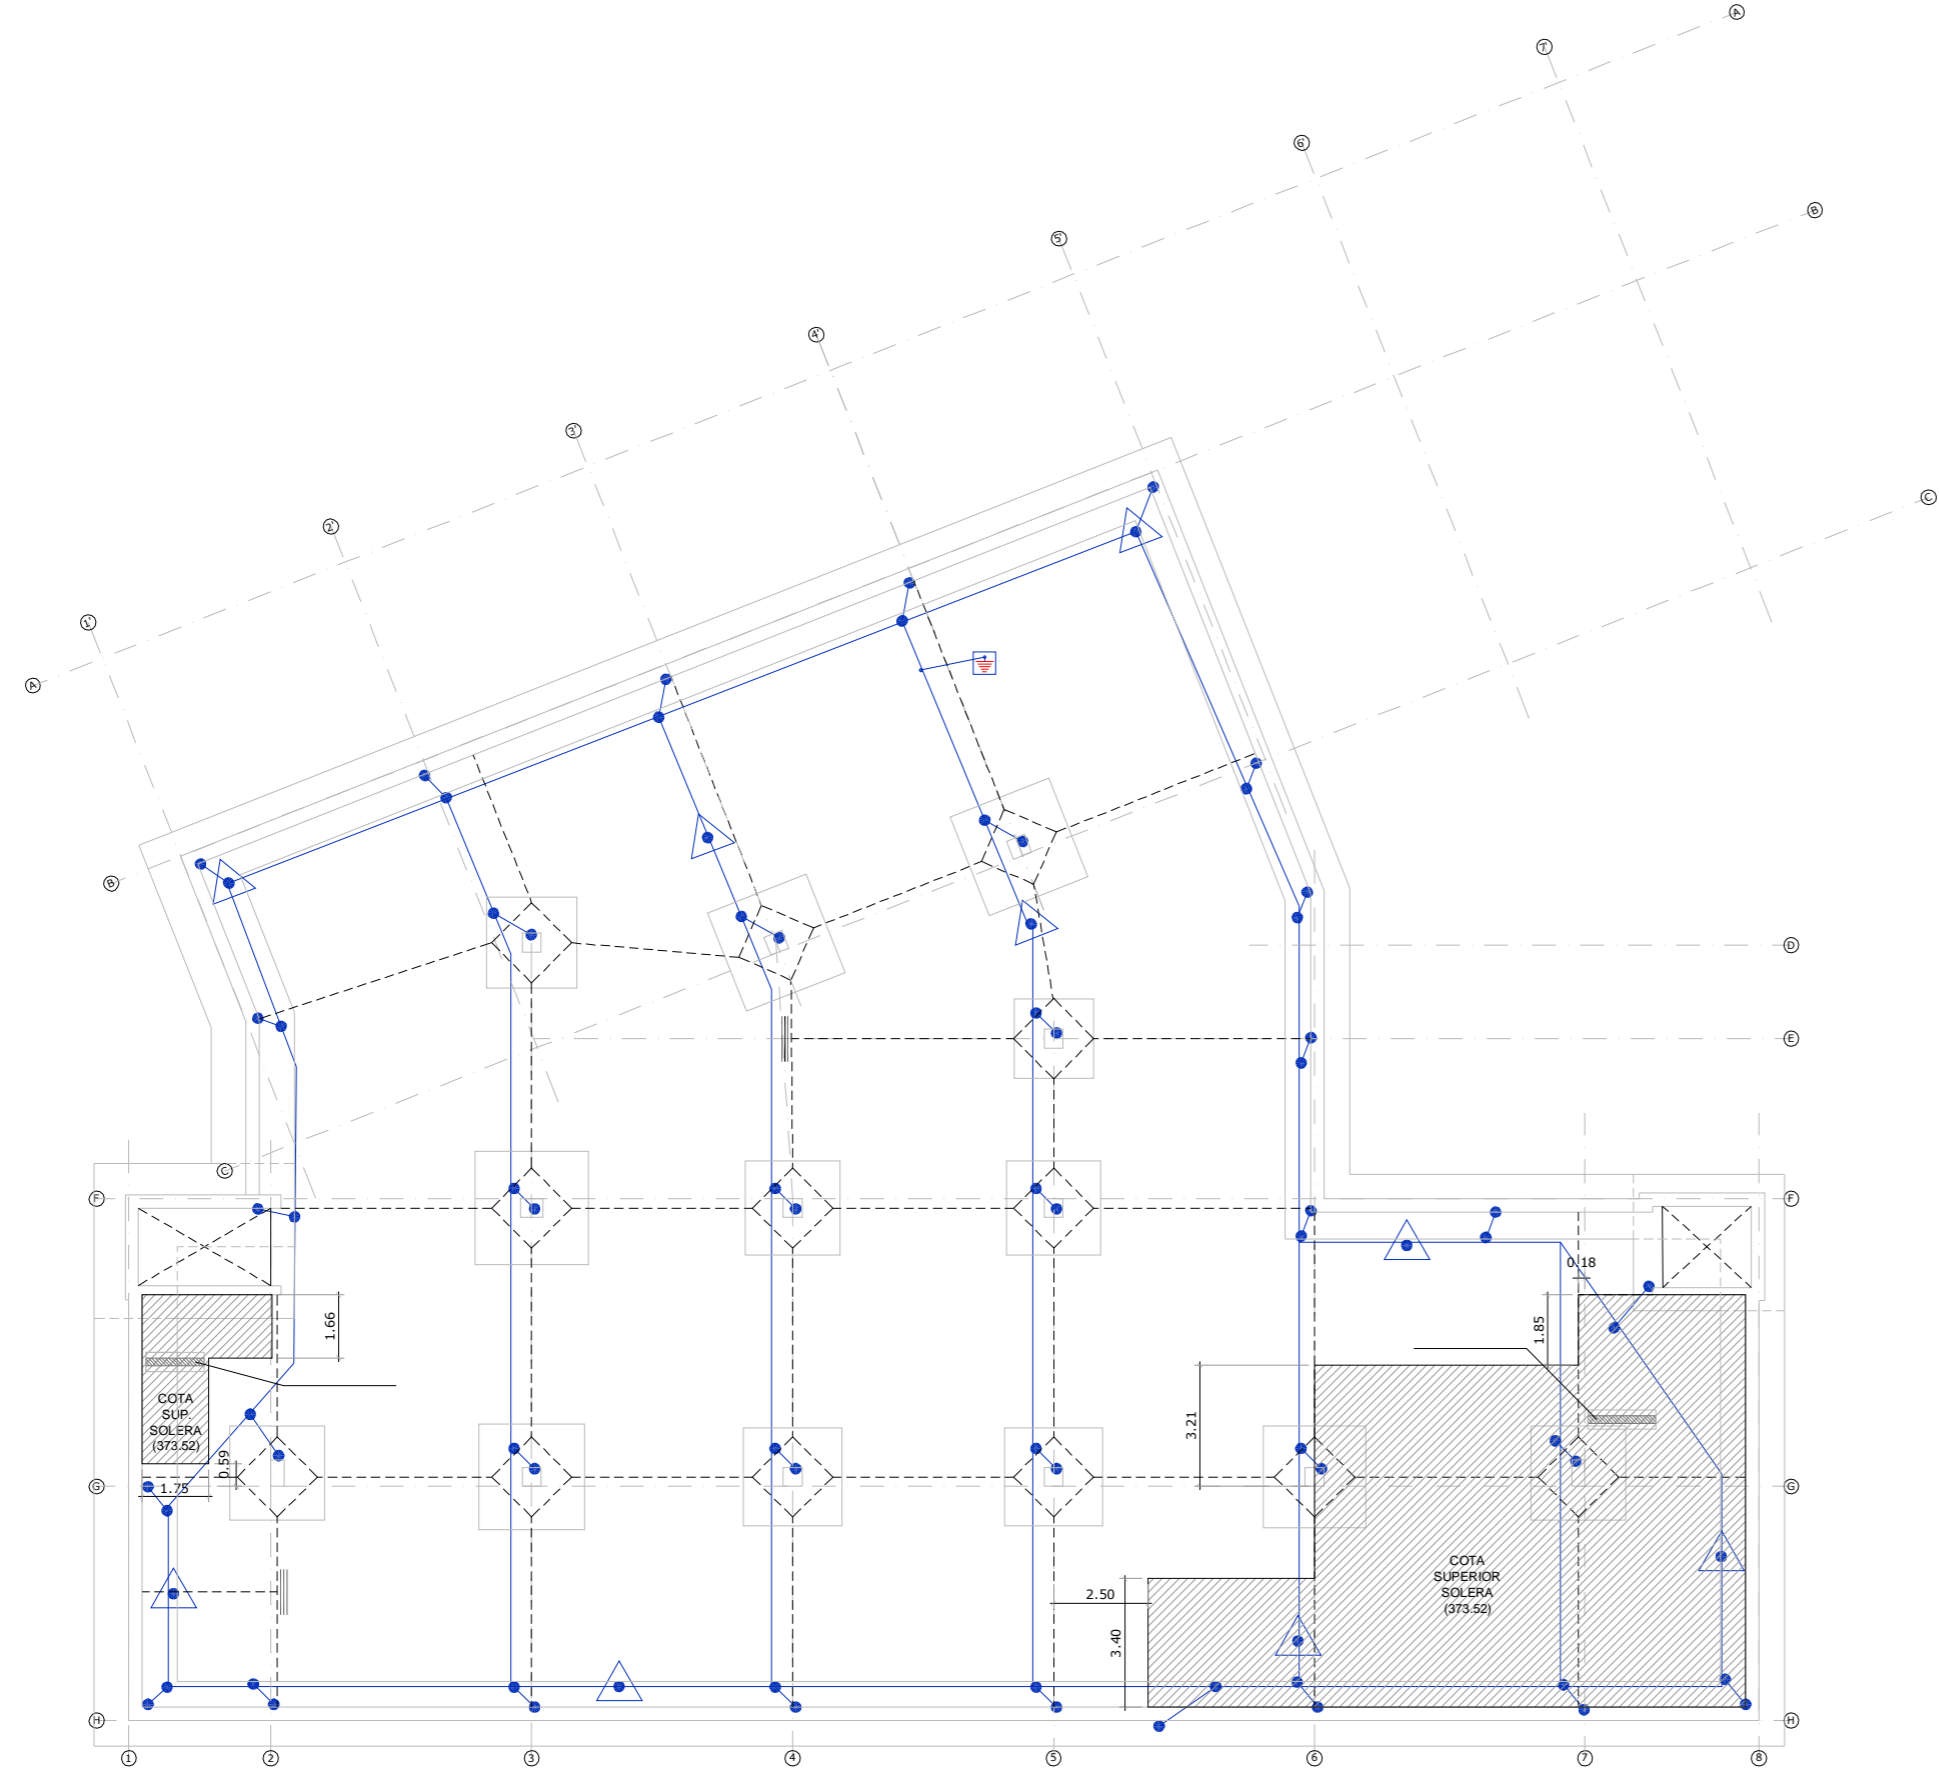 A'
7'
6'
B'
5'
4'
C'
3'
2'
1'
A'
B'
D
E
C'
F
F
0.18
1.66
1.85
COTA
SUP.
SOLERA
(373.52)
3.21
0.59
1.75
G
G
COTA
SUPERIOR
SOLERA
(373.52)
2.50
3.40
H
H
1
2
3
4
5
6
7
8